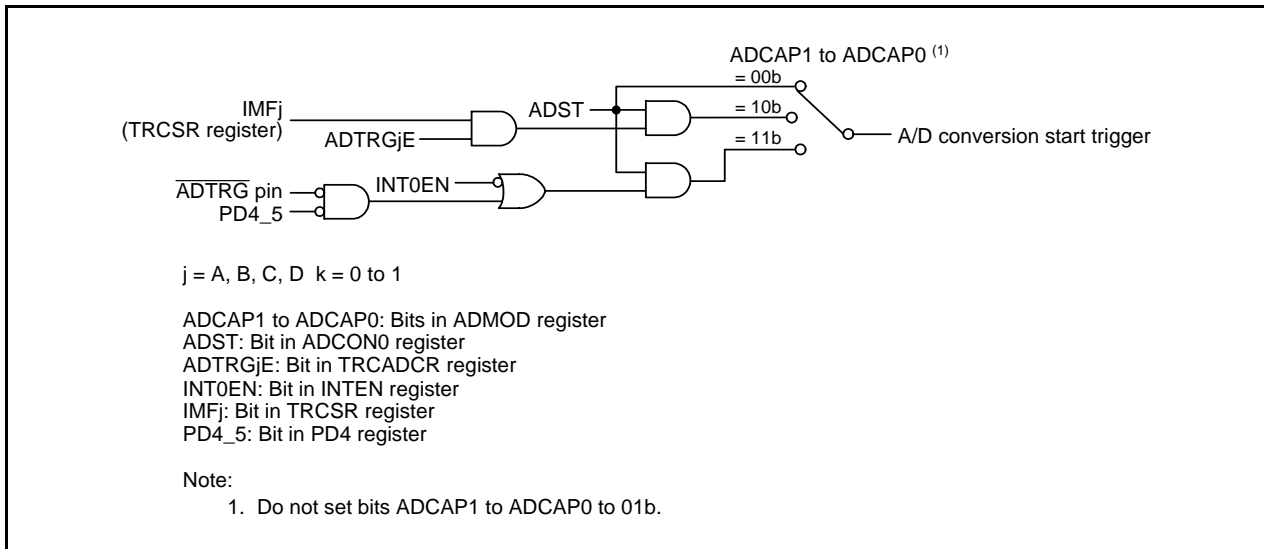 ADCAP1 to ADCAP0 (1)
= 00b
IMFj
(TRCSR register)
ADST
= 10b
ADTRGjE
= 11b
A/D conversion start trigger
ADTRG pin
INT0EN
PD4_5
j = A, B, C, D k = 0 to 1
ADCAP1 to ADCAP0: Bits in ADMOD register
ADST: Bit in ADCON0 register
ADTRGjE: Bit in TRCADCR register
INT0EN: Bit in INTEN register
IMFj: Bit in TRCSR register
PD4_5: Bit in PD4 register
Note:
1. Do not set bits ADCAP1 to ADCAP0 to 01b.